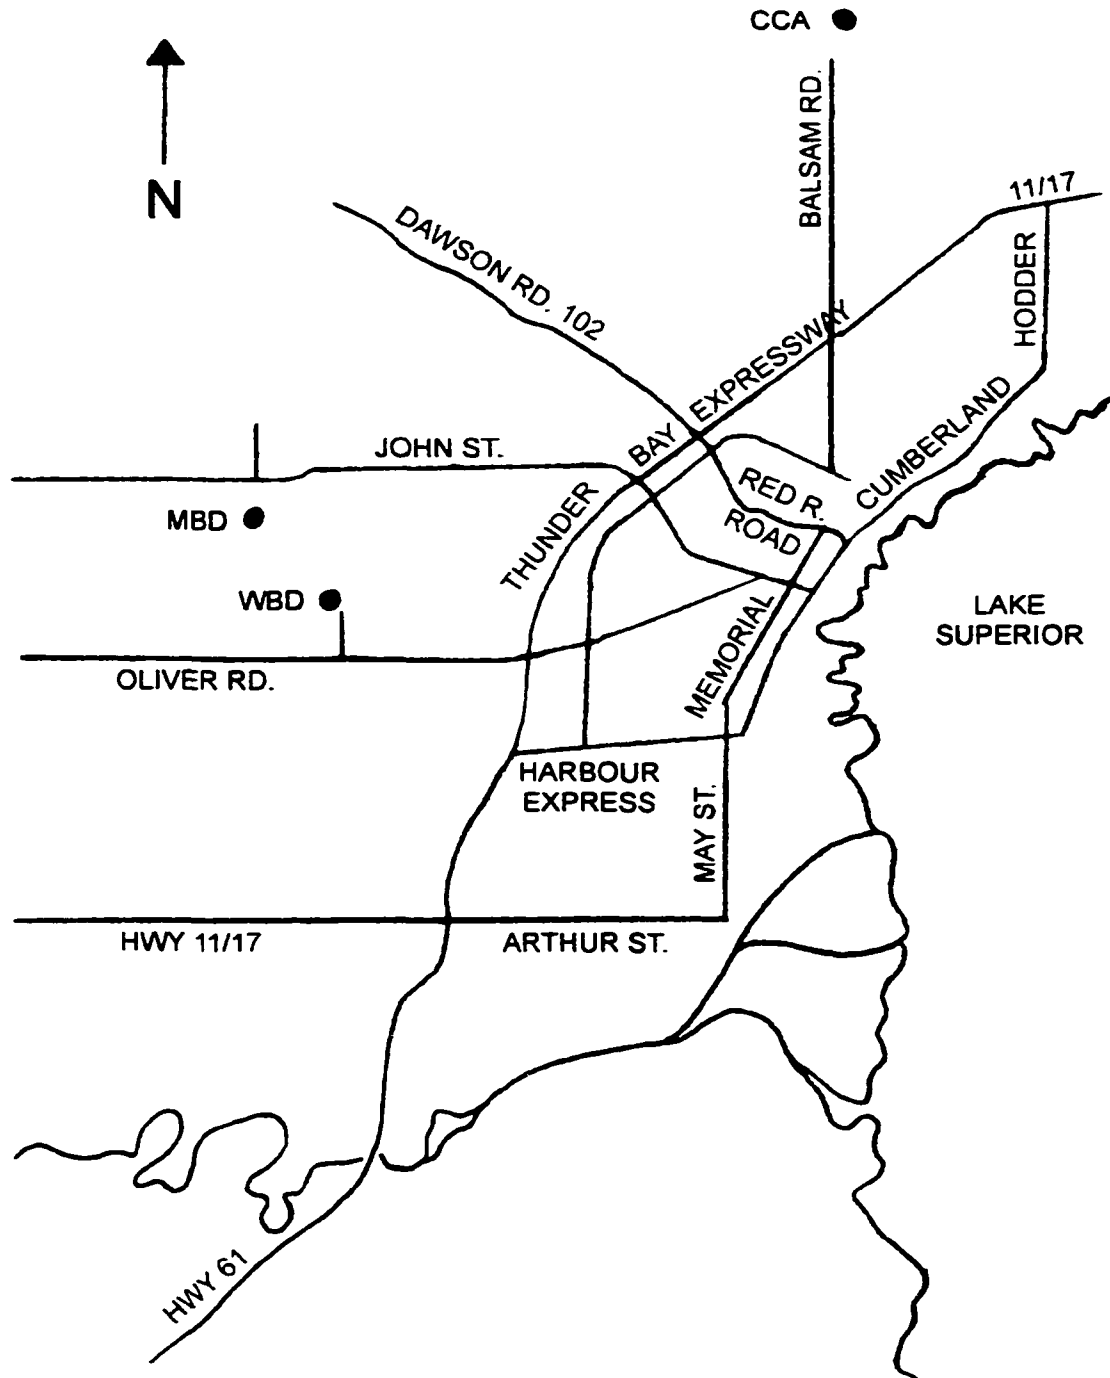 CCA
BALSAM RD.
11/17
N
DAWSON RD. 102
HODDER
THUNDER BAY EXPRESSWAY
JOHN ST.
CUMBERLAND
RED R.
ROAD
MBD
WBD
LAKE
SUPERIOR
MEMORIAL
OLIVER RD.
HARBOUR
EXPRESS
MAY ST.
HWY 11/17
ARTHUR ST.
HWY 61